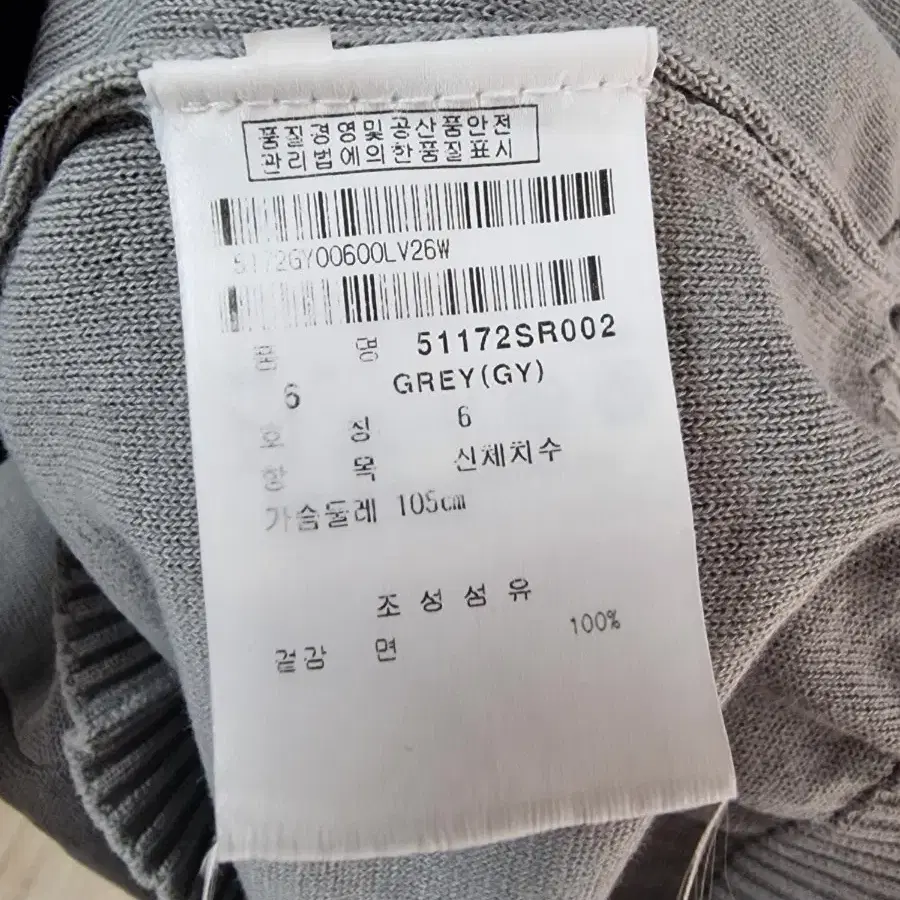 품질경영및공산품안전
관리법에의한품질표시
5172GY00600LV26W
품 명 51172SR002
6 GREY(GY)
호 칭 6
항 목 신체치수
가슴둘레 105cm
조성섬유
겉감 면 100%